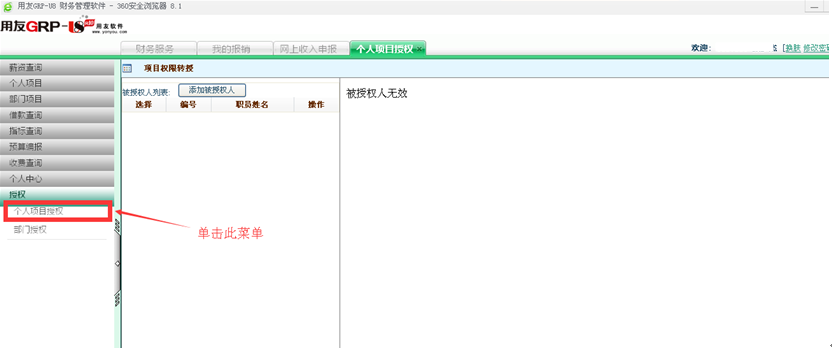 用友GRP-U8 财务管理软件 - 360安全浏览器 8.1
用友GRP-U8 R10 用友软件
www.yonyou.com
财务服务 我的报销 网上收入申报 个人项目授权 ×
欢迎: [换肤 修改密
薪资查询
个人项目
部门项目
借款查询
指标查询
预算编报
收费查询
个人中心
授权
个人项目授权
部门授权
项目权限转授
被授权人列表: 添加被授权人
选择 编号 职员姓名 操作
被授权人无效
单击此菜单